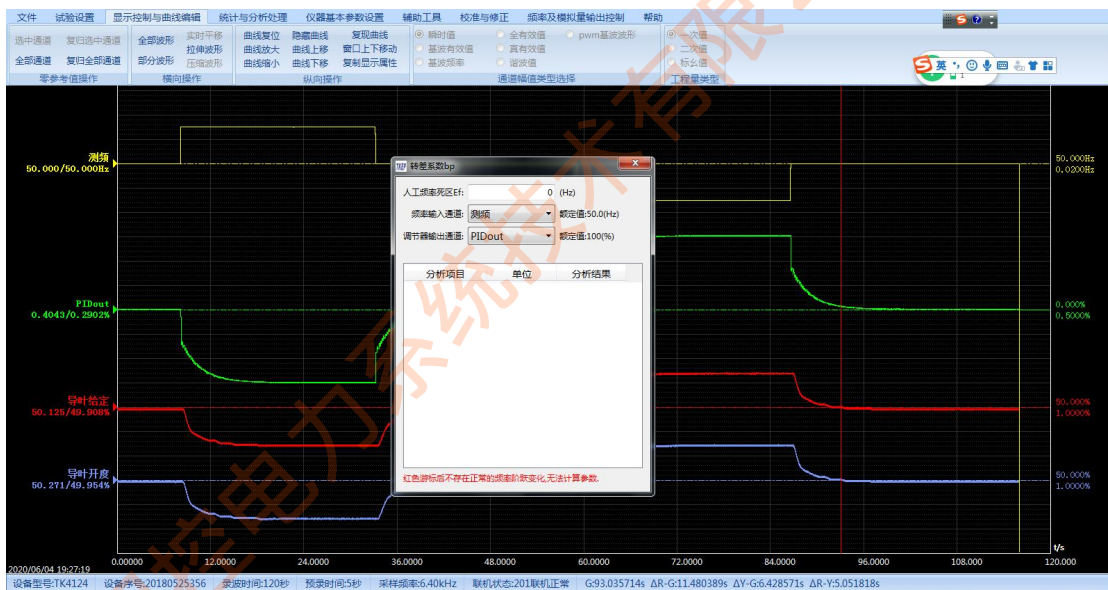 文件 试验设置 显示控制与曲线编辑 统计与分析处理 仪器基本参数设置 辅助工具 校准与修正 频率及模拟量输出控制 帮助
选中通道 复归选中通道 全部波形 实时平移 曲线复位 隐藏曲线 复现曲线 瞬时值 全有效值 pwm基波波形 一次值
拉伸波形 曲线放大 曲线上移 窗口上下移动 基波有效值 真有效值 二次值
全部通道 复归全部通道 部分波形 压缩波形 曲线缩小 曲线下移 复制显示属性 基波频率 谐波值 标幺值
零参考值操作 横向操作 纵向操作 通道幅值类型选择 工程量类型
英
1
测频
50.000/50.000Hz
50.000Hz
0.0200Hz
转差系数bp
人工频率死区Ef: 0 (Hz)
频率输入通道: 测频 额定值:50.0(Hz)
调节器输出通道: PIDout 额定值:100(%)
分析项目 单位 分析结果
PIDout
0.4043/0.2902%
0.000%
0.5000%
导叶给定
50.125/49.908%
50.000%
1.0000%
导叶开度
50.271/49.954%
50.000%
1.0000%
红色游标后不存在正常的频率阶跃变化,无法计算参数.
t/s
2020/06/04 19:27:19
0.0000 12.0000 24.0000 36.0000 48.0000 60.0000 72.0000 84.0000 96.0000 108.000 120.000
设备型号:TK4124 设备序号:20180525356 录波时间:120秒 预录时间:5秒 采样频率:6.40kHz 联机状态:201联机正常 G:93.035714s ΔR-G:11.480389s ΔY-G:6.428571s ΔR-Y:5.051818s
控电力系统技术有限